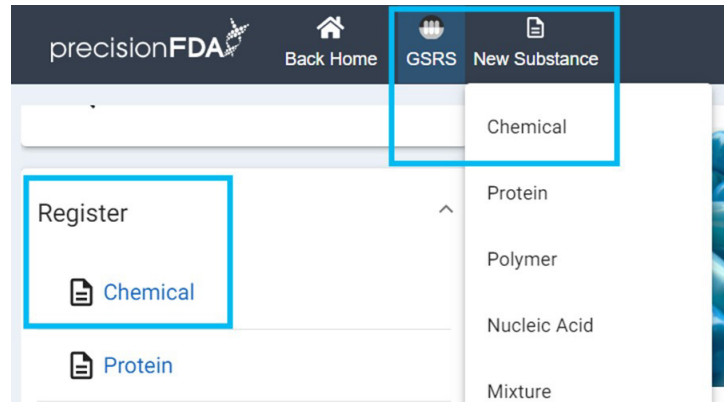 precisionFDA
Back Home
GSRS
New Substance
Register
Chemical
Protein
Chemical
Protein
Polymer
Nucleic Acid
Mixture